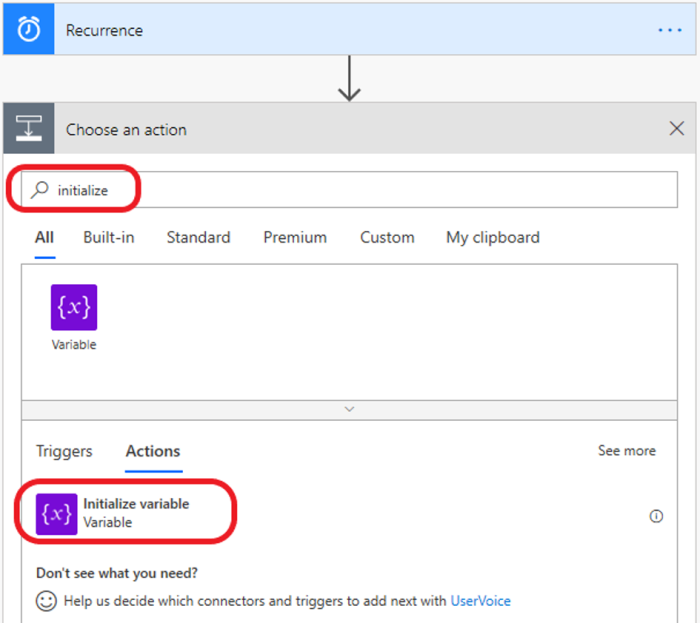 Recurrence
Choose an action
initialize
All Built-in Standard Premium Custom My clipboard
{x}
Variable
Triggers Actions See more
{x} Initialize variable
Variable
Don't see what you need?
Help us decide which connectors and triggers to add next with UserVoice